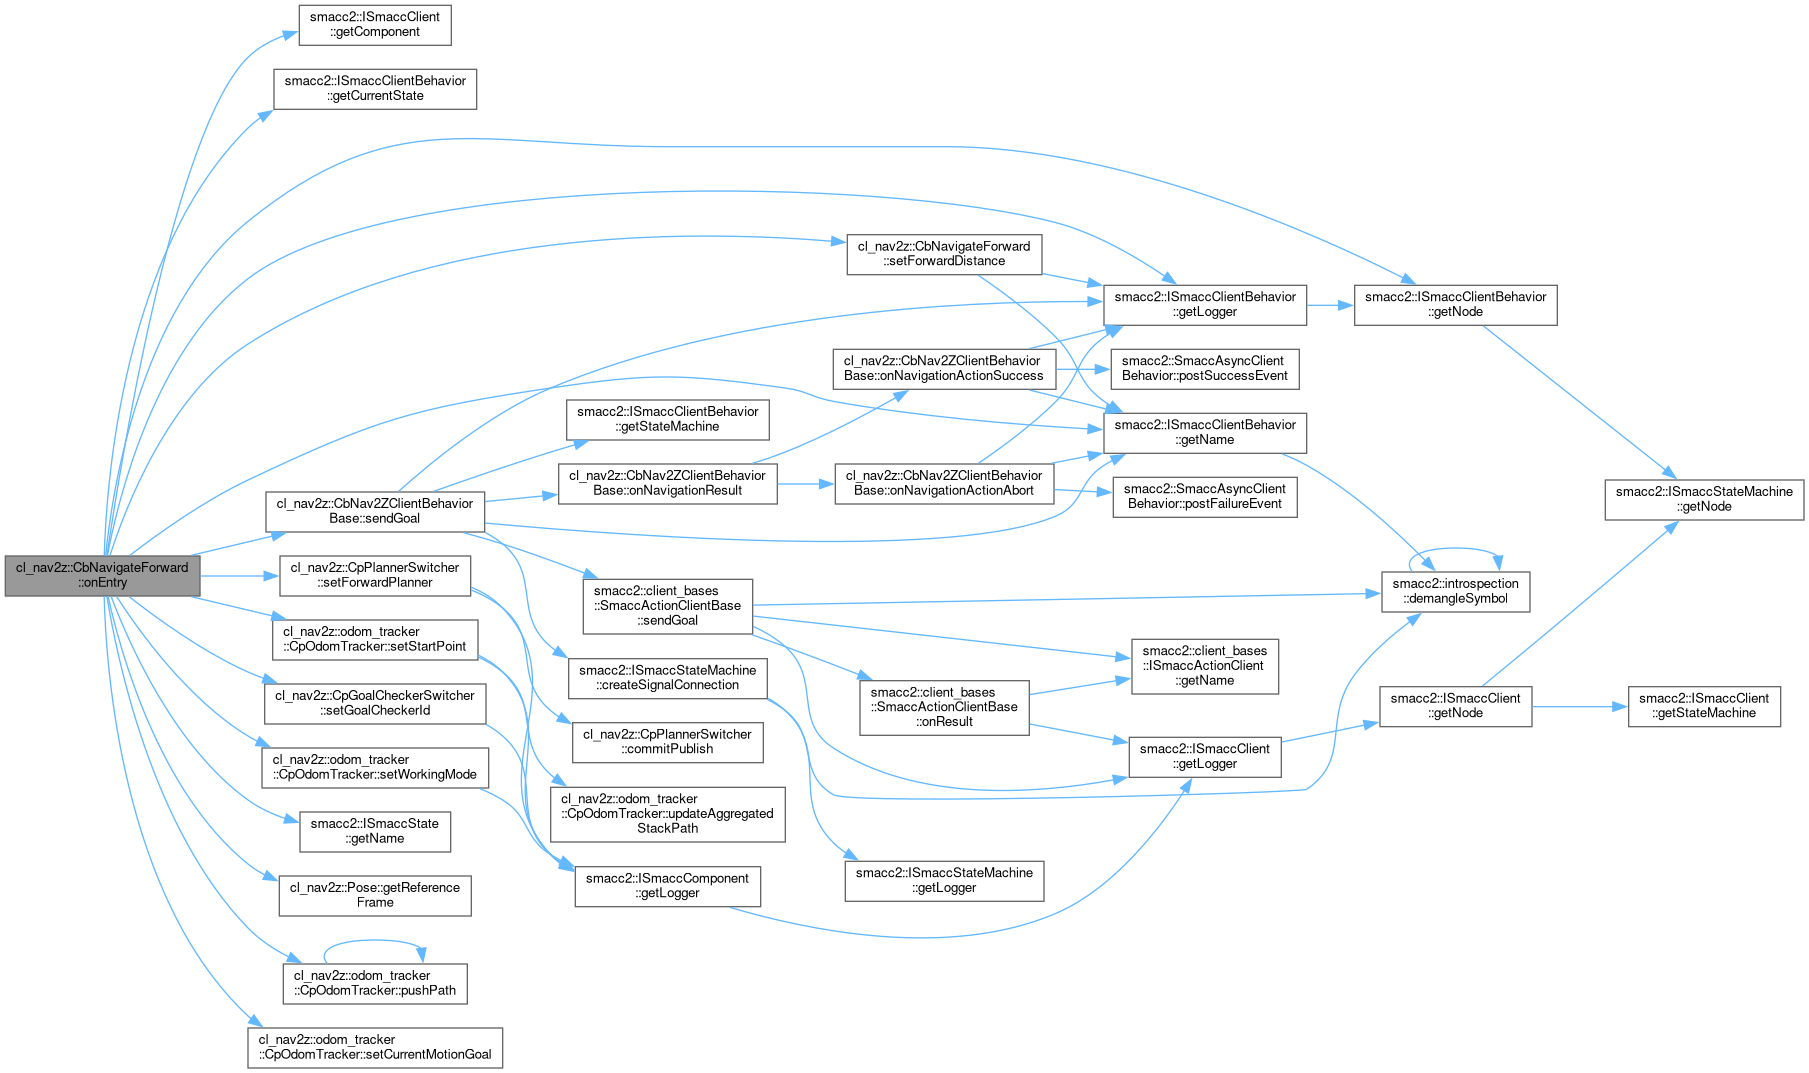 smacc2::ISmaccClient
::getComponent
smacc2::ISmaccClientBehavior
::getCurrentState
cl_nav2z::CbNavigateForward
::setForwardDistance
smacc2::ISmaccClientBehavior
::getLogger
smacc2::ISmaccClientBehavior
::getNode
cl_nav2z::CbNav2ZClientBehavior
Base::onNavigationActionSuccess
smacc2::SmaccAsyncClient
Behavior::postSuccessEvent
smacc2::ISmaccClientBehavior
::getStateMachine
smacc2::ISmaccClientBehavior
::getName
cl_nav2z::CbNav2ZClientBehavior
Base::onNavigationResult
cl_nav2z::CbNav2ZClientBehavior
Base::onNavigationActionAbort
smacc2::SmaccAsyncClient
Behavior::postFailureEvent
smacc2::ISmaccStateMachine
::getNode
cl_nav2z::CbNav2ZClientBehavior
Base::sendGoal
cl_nav2z::CbNavigateForward
::onEntry
cl_nav2z::CpPlannerSwitcher
::setForwardPlanner
smacc2::client_bases
::SmaccActionClientBase
::sendGoal
smacc2::introspection
::demangleSymbol
cl_nav2z::odom_tracker
::CpOdomTracker::setStartPoint
smacc2::ISmaccStateMachine
::createSignalConnection
smacc2::client_bases
::ISmaccActionClient
::getName
cl_nav2z::CpGoalCheckerSwitcher
::setGoalCheckerId
smacc2::client_bases
::SmaccActionClientBase
::onResult
smacc2::ISmaccClient
::getNode
smacc2::ISmaccClient
::getStateMachine
cl_nav2z::CpPlannerSwitcher
::commitPublish
smacc2::ISmaccClient
::getLogger
cl_nav2z::odom_tracker
::CpOdomTracker::setWorkingMode
cl_nav2z::odom_tracker
::CpOdomTracker::updateAggregated
StackPath
smacc2::ISmaccState
::getName
smacc2::ISmaccComponent
::getLogger
smacc2::ISmaccStateMachine
::getLogger
cl_nav2z::Pose::getReference
Frame
cl_nav2z::odom_tracker
::CpOdomTracker::pushPath
cl_nav2z::odom_tracker
::CpOdomTracker::setCurrentMotionGoal